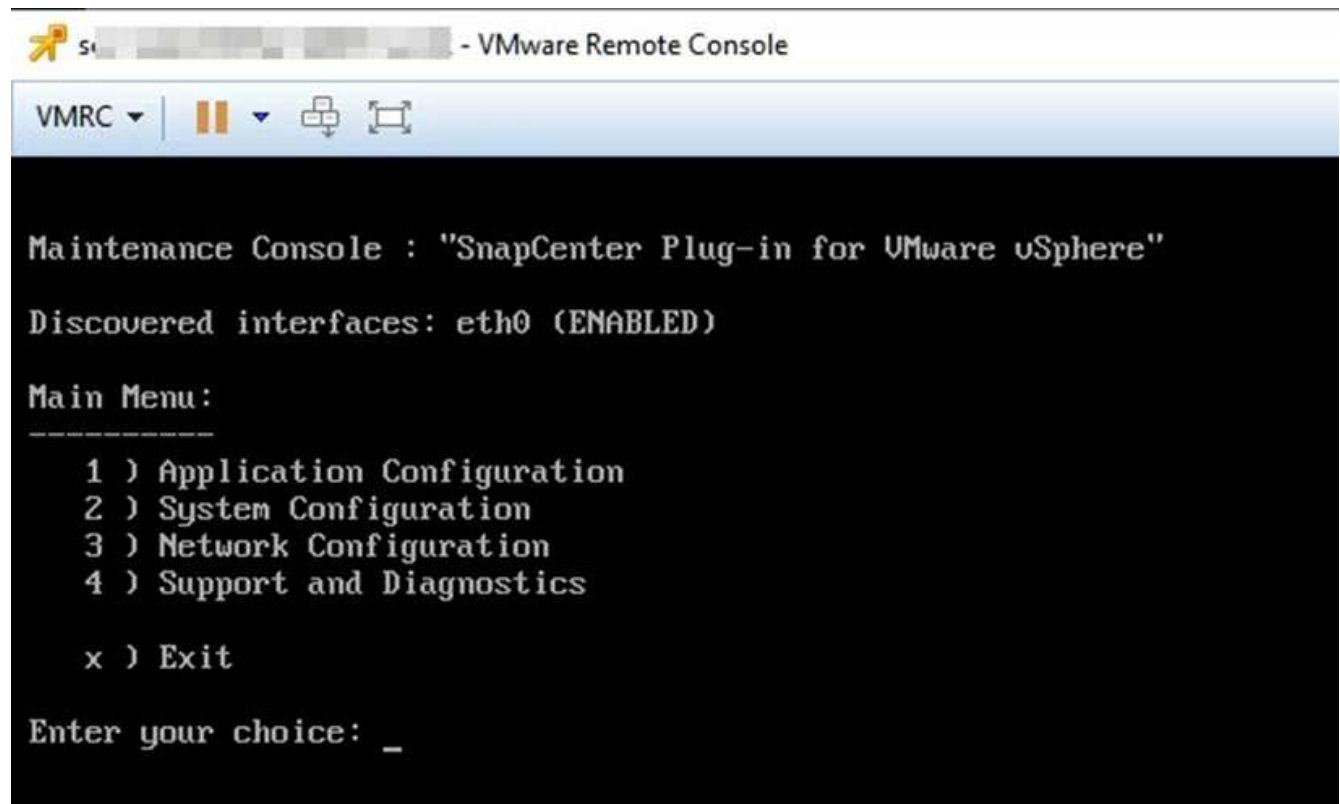 - VMware Remote Console
VMRC
Maintenance Console : "SnapCenter Plug-in for VMware vSphere"
Discovered interfaces: eth0 (ENABLED)
Main Menu:
----------
1 ) Application Configuration
2 ) System Configuration
3 ) Network Configuration
4 ) Support and Diagnostics
x ) Exit
Enter your choice: _